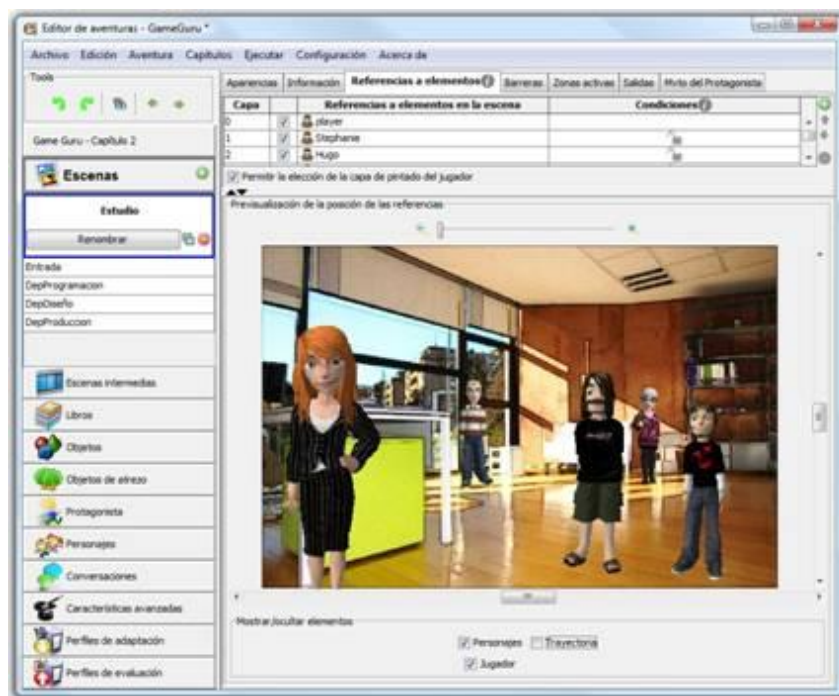 Editor de aventuras - GameGuru *
Archivo Edición Aventura Capítulos Ejecutar Configuración Acerca de
Tools
Game Guru - Capítulo 2
Escenas
Estudio
Renombrar
Entrada
DepProgramacion
DepDiseño
DepProduccion
Escenas intermedias
Libros
Objetos
Objetos de atrezo
Protagonista
Personajes
Conversaciones
Características avanzadas
Perfiles de adaptación
Perfiles de evaluación
Apariencias Información Referencias a elementos Barreras Zonas activas Salidas Mvto del Protagonista
Capa Referencias a elementos en la escena Condiciones
0 player
1 Stephanie
2 Hugo
Permitir la elección de la capa de pintado del jugador
Previsualización de la posición de las referencias
Mostrar/ocultar elementos
Personajes Trayectoria
Jugador